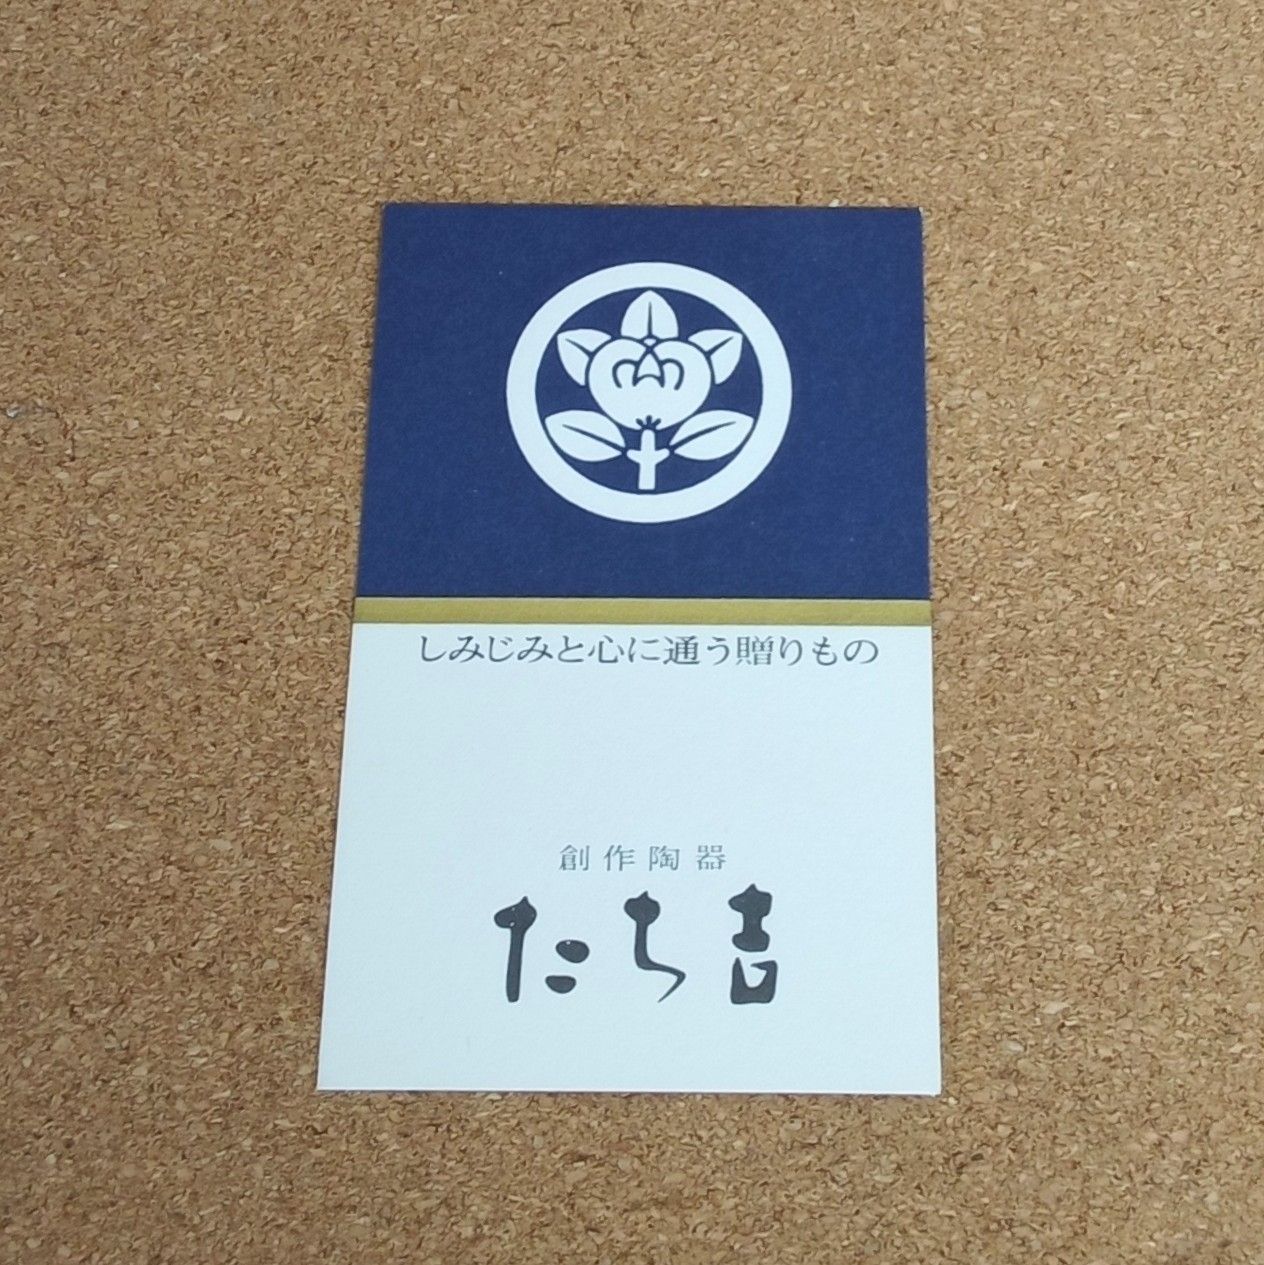 しみじみと心に通う贈りもの
創作陶器
たち吉